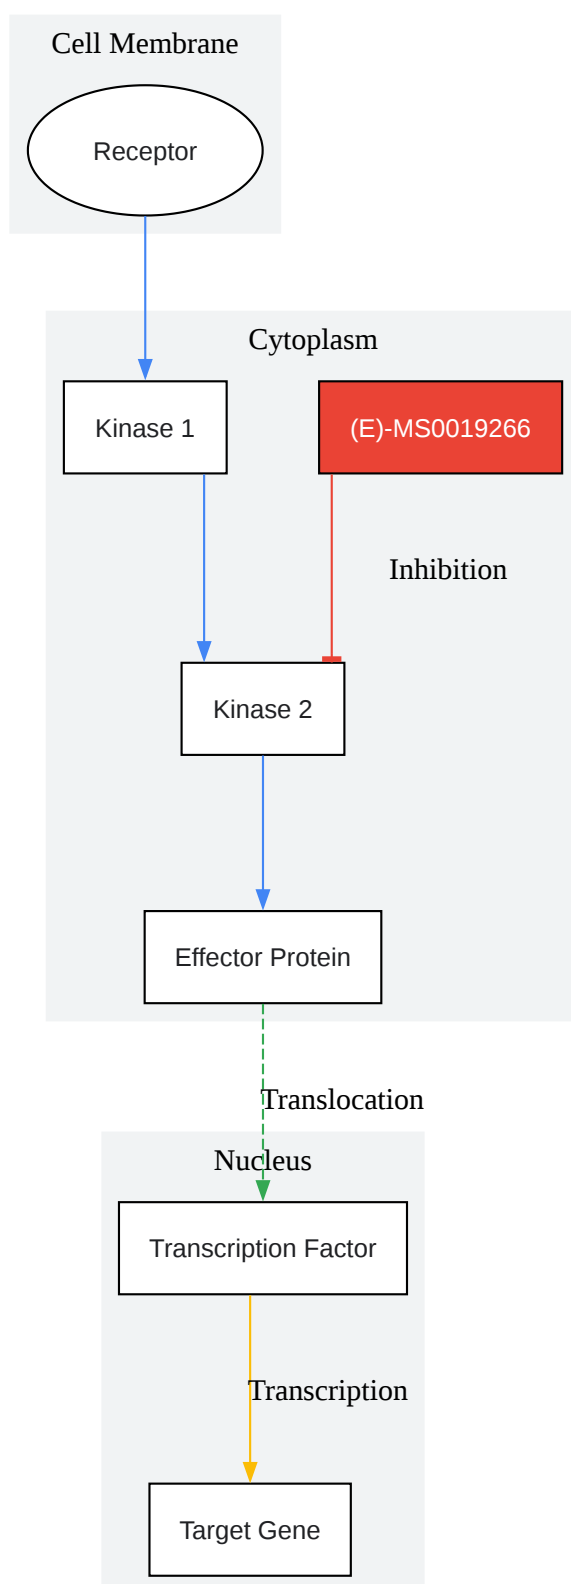 Cell Membrane
Receptor
Cytoplasm
Kinase 1
(E)-MS0019266
Inhibition
Kinase 2
Effector Protein
Translocation
Nucleus
Transcription Factor
Transcription
Target Gene